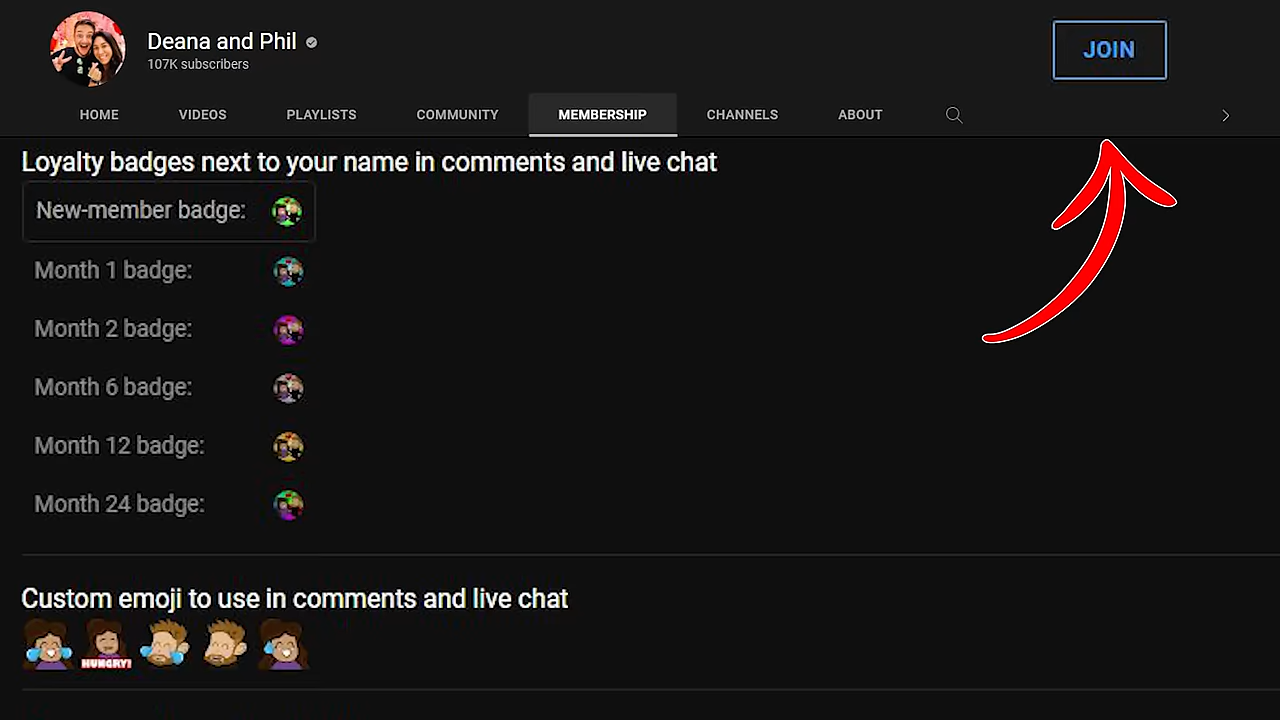 Deana and Phil
107K subscribers
JOIN
HOME VIDEOS PLAYLISTS COMMUNITY MEMBERSHIP CHANNELS ABOUT
Loyalty badges next to your name in comments and live chat
New-member badge:
Month 1 badge:
Month 2 badge:
Month 6 badge:
Month 12 badge:
Month 24 badge:
Custom emoji to use in comments and live chat
HUNGRY!